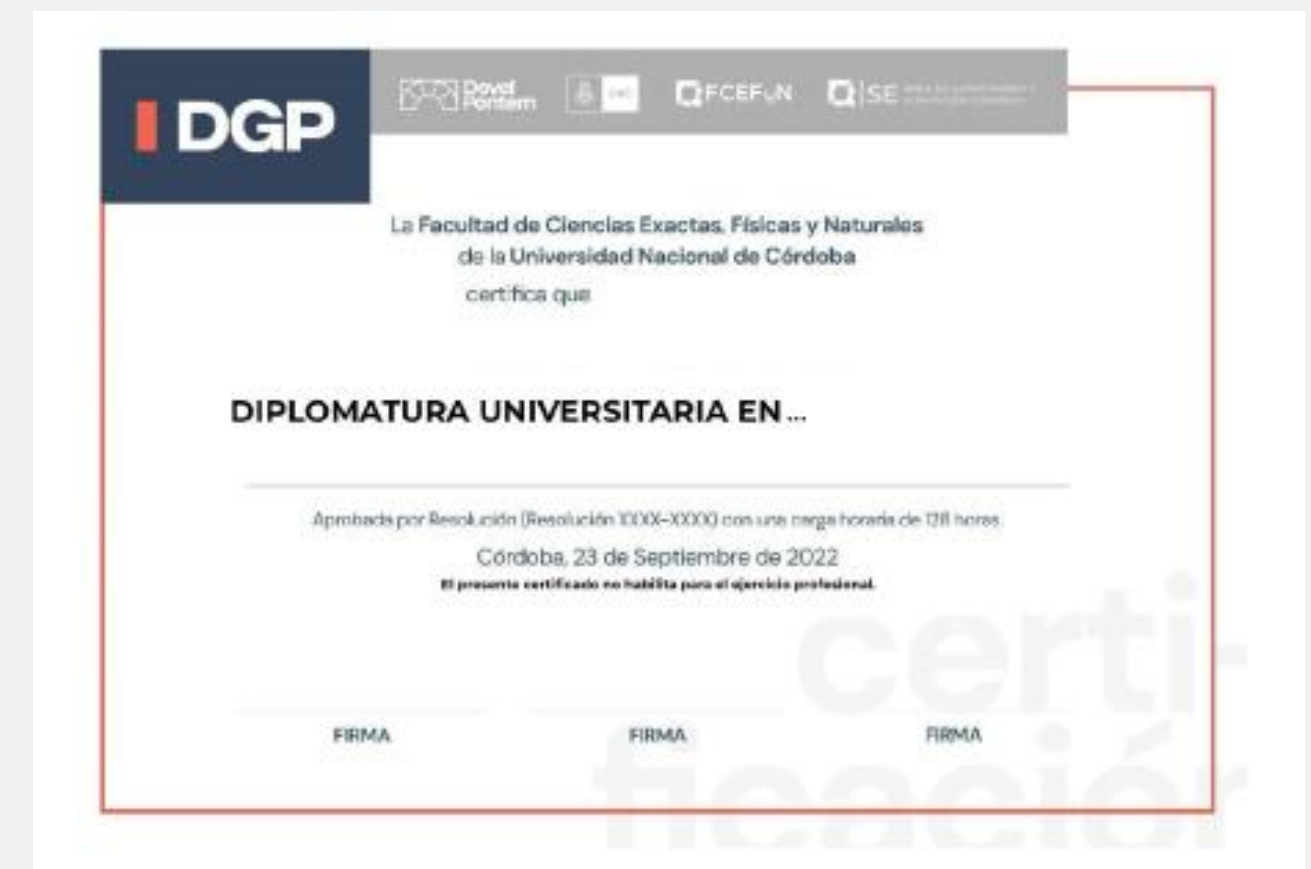 DGP
Dovet Pontem
FCEFyN
SE
La Facultad de Ciencias Exactas, Físicas y Naturales
de la Universidad Nacional de Córdoba
certifica que
DIPLOMATURA UNIVERSITARIA EN ...
Aprobada por Resolución (Resolución XXXX-XXXX) con una carga horaria de 128 horas
Córdoba, 23 de Septiembre de 2022
El presente certificado no habilita para el ejercicio profesional.
FIRMA FIRMA FIRMA
certi-
ficación